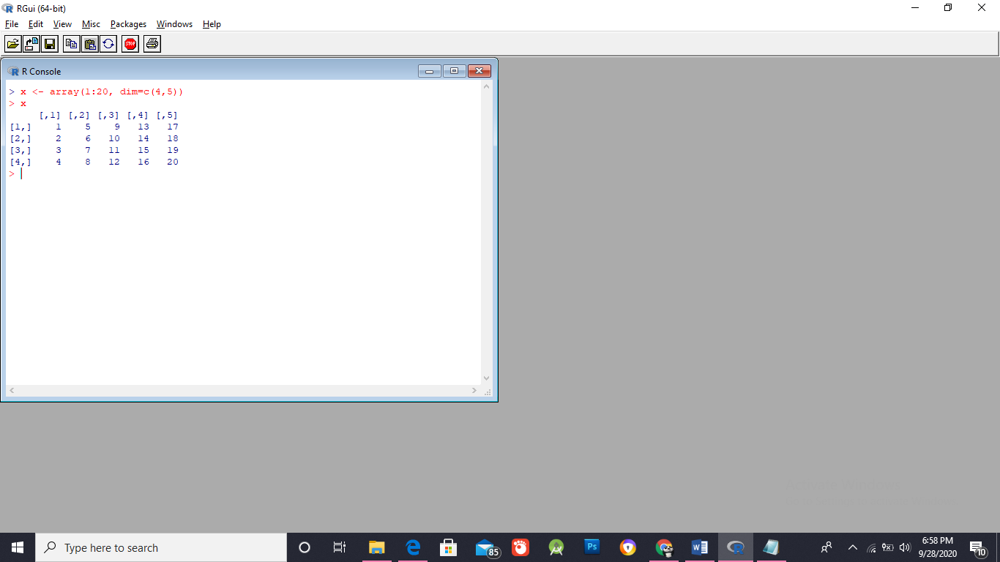 RGui (64-bit)
File Edit View Misc Packages Windows Help
STOP
R Console
> x <- array(1:20, dim=c(4,5))
> x
     [,1] [,2] [,3] [,4] [,5]
[1,]    1    5    9   13   17
[2,]    2    6   10   14   18
[3,]    3    7   11   15   19
[4,]    4    8   12   16   20
>
Type here to search
85
Ps
6:58 PM
9/28/2020
10